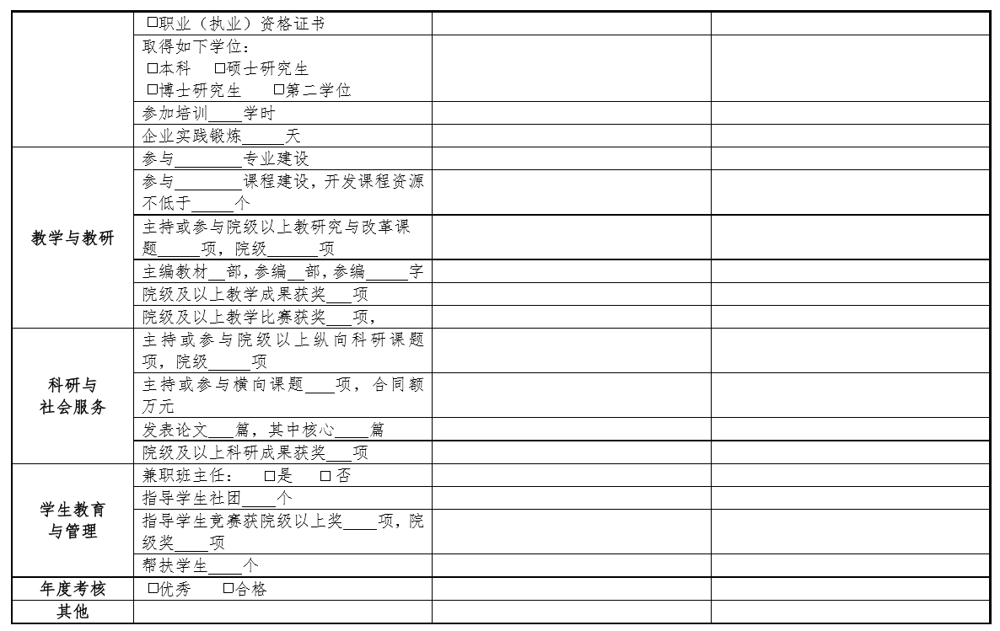 □职业（执业）资格证书
取得如下学位：
□本科 □硕士研究生
□博士研究生 □第二学位
参加培训____学时
企业实践锻炼_____天
教学与教研
参与________专业建设
参与________课程建设，开发课程资源
不低于_____个
主持或参与院级以上教研究与改革课
题_____项，院级______项
主编教材__部，参编__部，参编_____字
院级及以上教学成果获奖___项
院级及以上教学比赛获奖___项，
科研与
社会服务
主持或参与院级以上纵向科研课题
项，院级_____项
主持或参与横向课题____项，合同额
万元
发表论文___篇，其中核心____篇
院级及以上科研成果获奖___项
学生教育
与管理
兼职班主任： □是 □ 否
指导学生社团____个
指导学生竞赛获院级以上奖____项，院
级奖____项
帮扶学生____个
年度考核
□优秀 □合格
其他